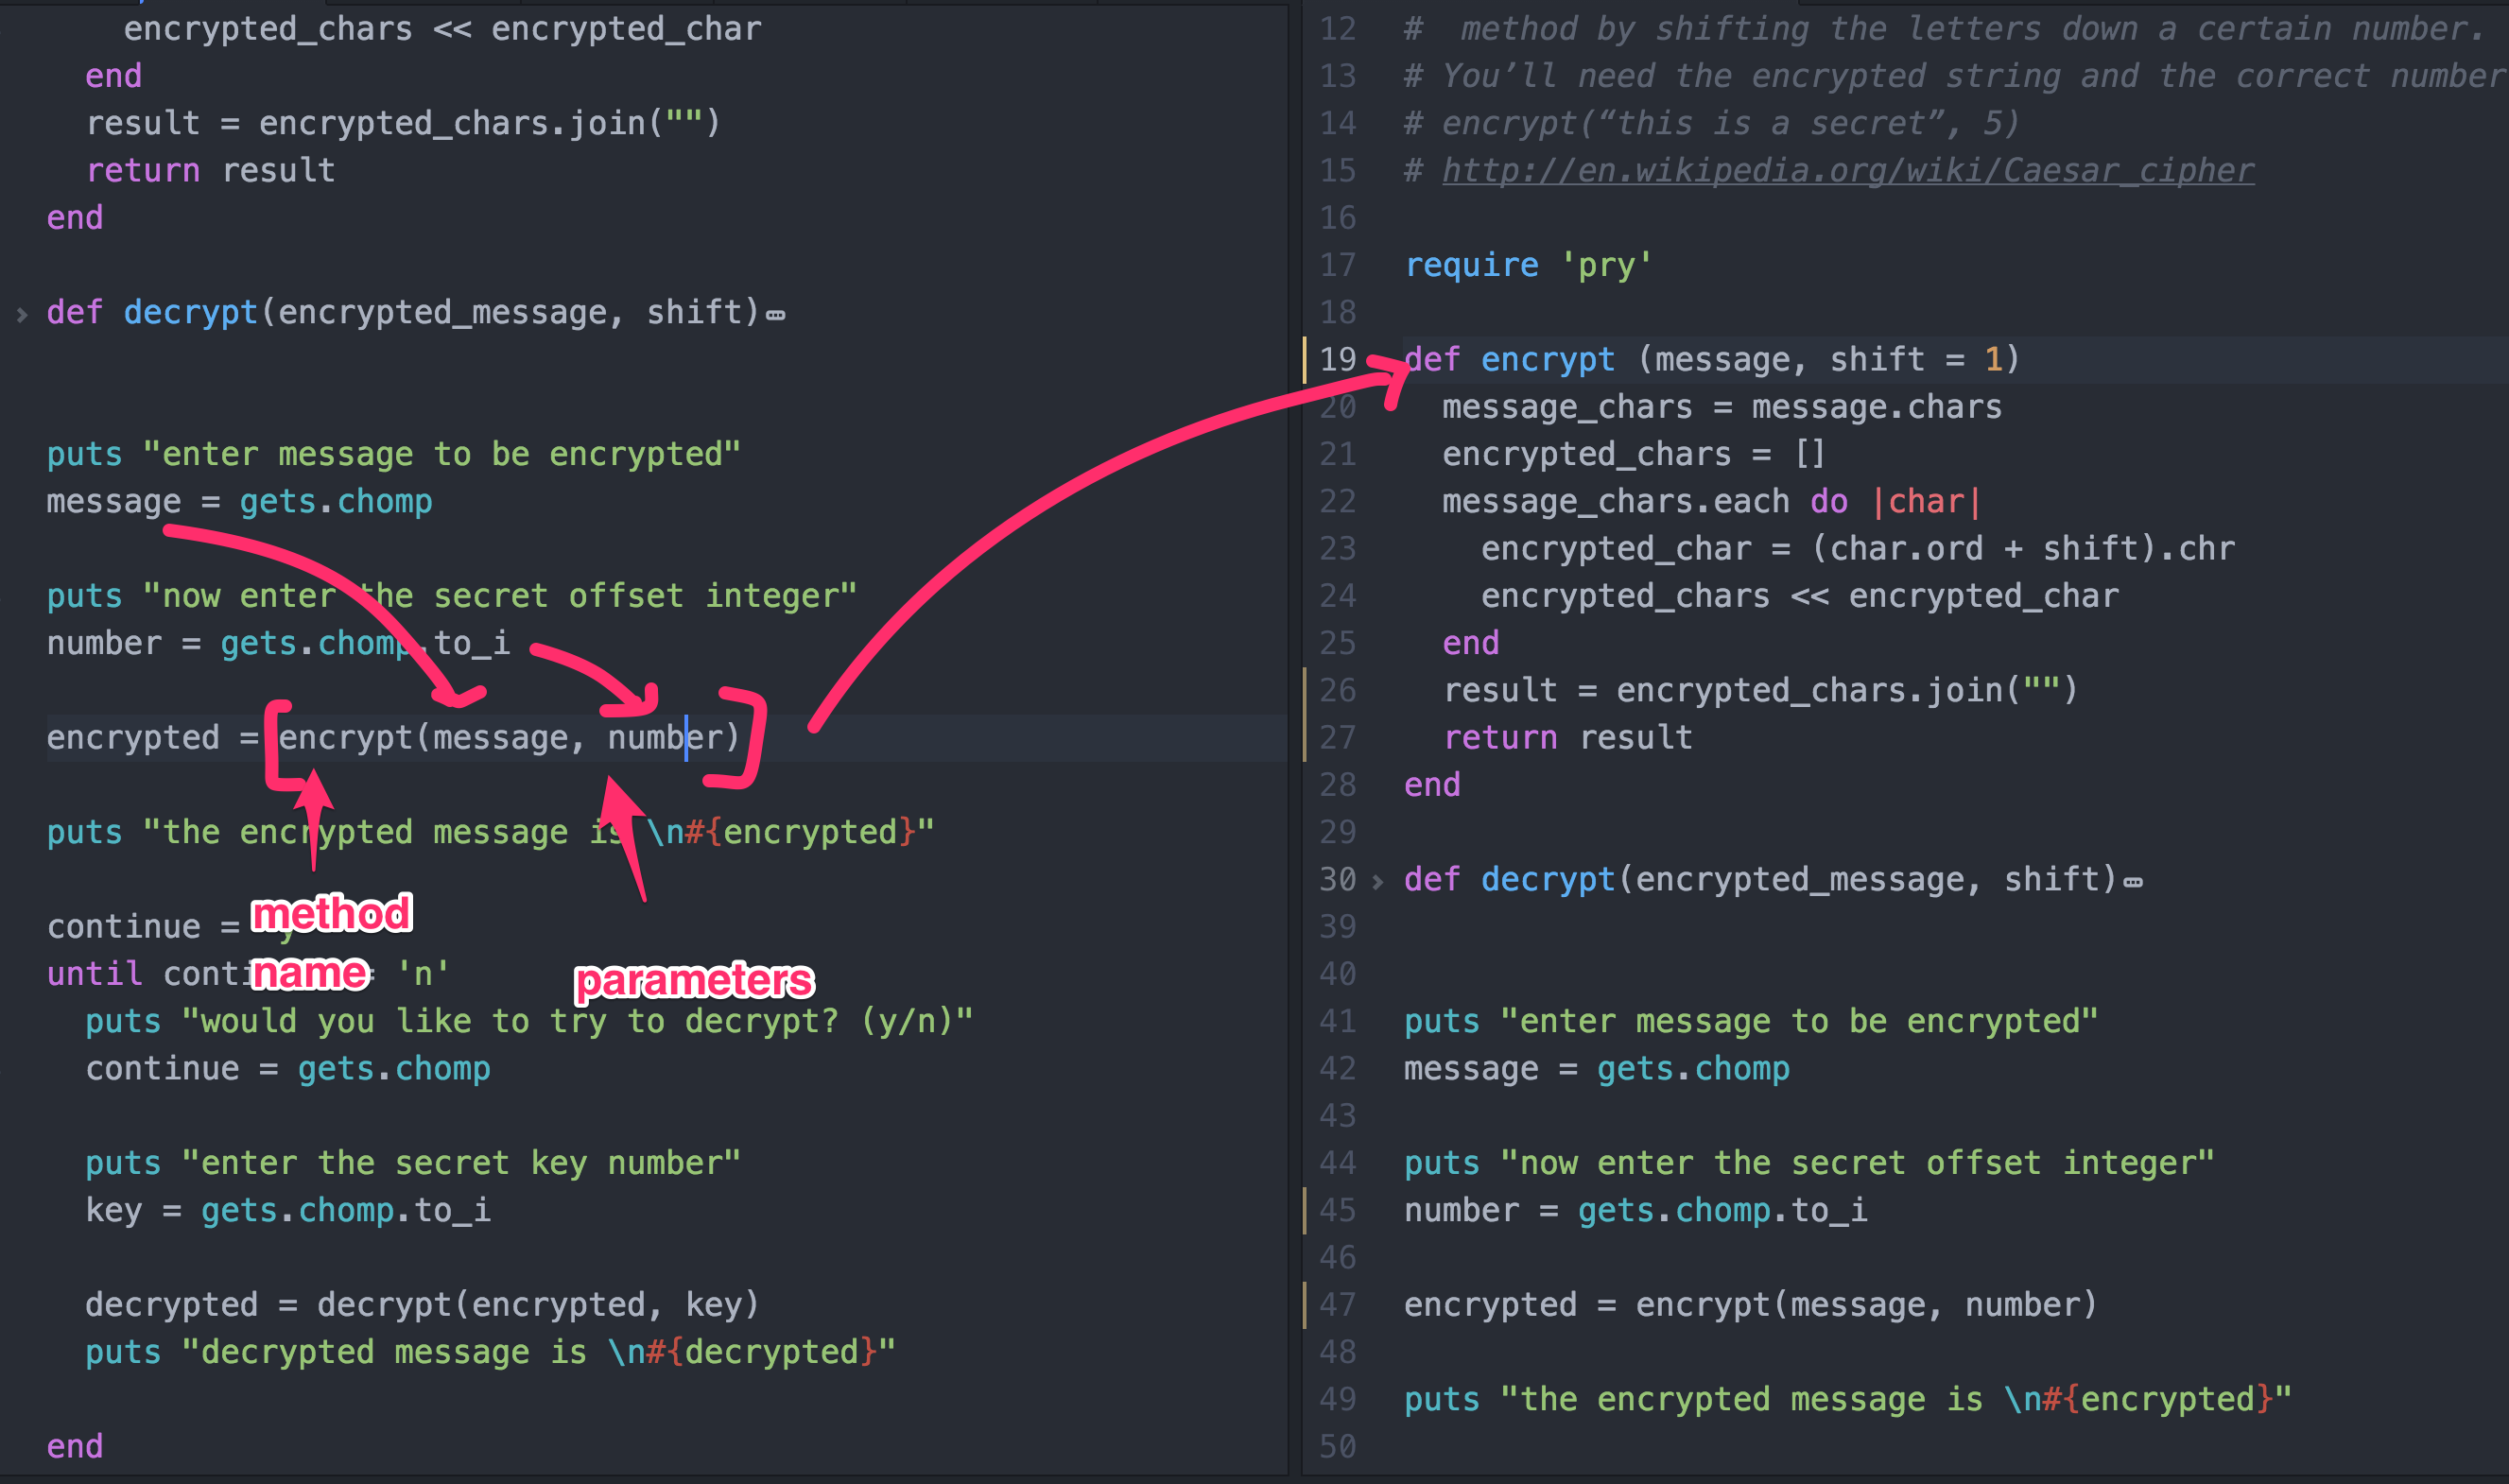 encrypted_chars << encrypted_char
end
result = encrypted_chars.join("")
return result
end
def decrypt(encrypted_message, shift)
puts "enter message to be encrypted"
message = gets.chomp
puts "now enter the secret offset integer"
number = gets.chomp.to_i
encrypted = encrypt(message, number)
puts "the encrypted message is \n#{encrypted}"
method
name
parameters
continue =
until = 'n'
puts "would you like to try to decrypt? (y/n)"
continue = gets.chomp
puts "enter the secret key number"
key = gets.chomp.to_i
decrypted = decrypt(encrypted, key)
puts "decrypted message is \n#{decrypted}"
end
12 # method by shifting the letters down a certain number.
13 # You’ll need the encrypted string and the correct number
14 # encrypt(“this is a secret”, 5)
15 # http://en.wikipedia.org/wiki/Caesar_cipher
16
17 require 'pry'
18
19 def encrypt (message, shift = 1)
20 message_chars = message.chars
21 encrypted_chars = []
22 message_chars.each do |char|
23 encrypted_char = (char.ord + shift).chr
24 encrypted_chars << encrypted_char
25 end
26 result = encrypted_chars.join("")
27 return result
28 end
29
30 def decrypt(encrypted_message, shift)
39
40
41 puts "enter message to be encrypted"
42 message = gets.chomp
43
44 puts "now enter the secret offset integer"
45 number = gets.chomp.to_i
46
47 encrypted = encrypt(message, number)
48
49 puts "the encrypted message is \n#{encrypted}"
50